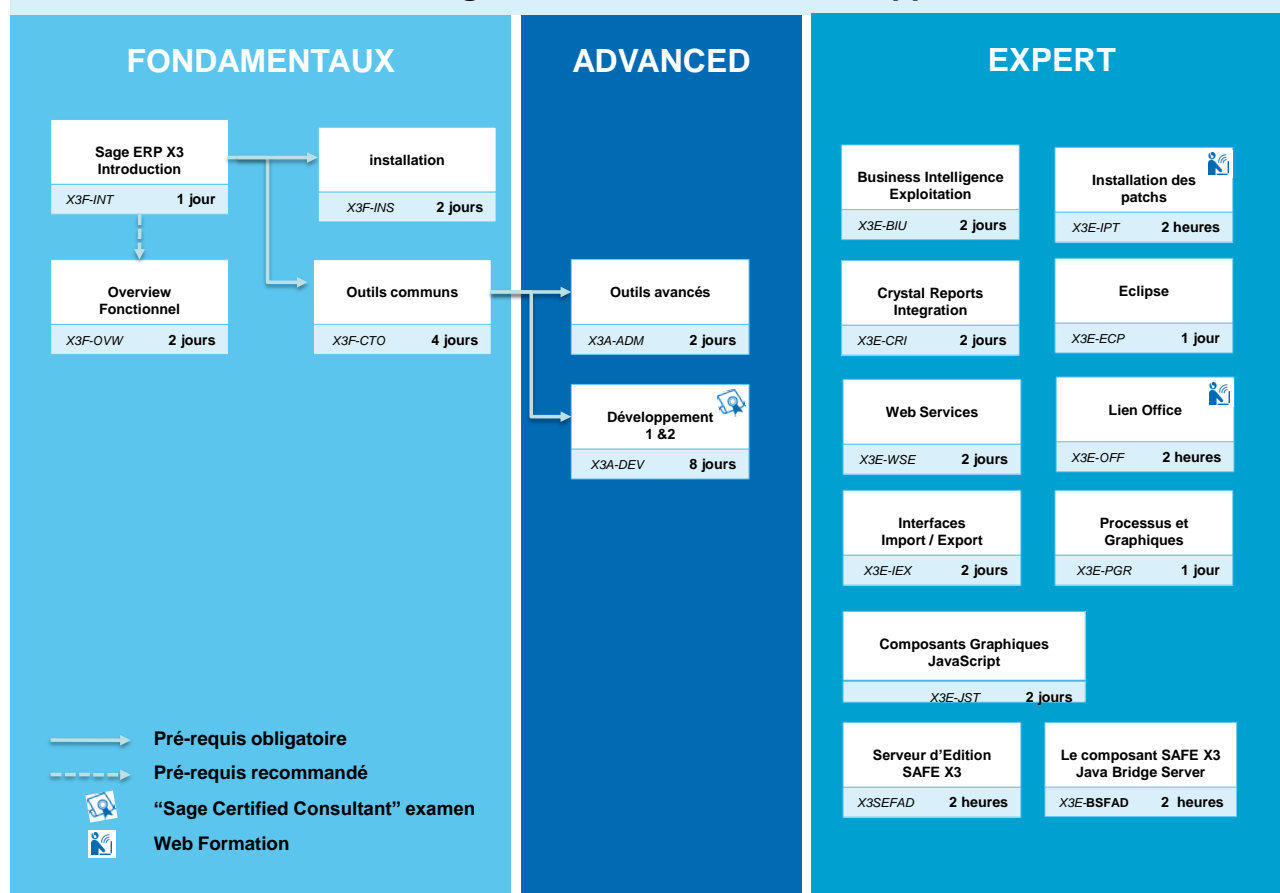 FONDAMENTAUX
Sage ERP X3
Introduction
X3F-INT 1 jour
installation
X3F-INS 2 jours
Overview
Fonctionnel
X3F-OVW 2 jours
Outils communs
X3F-CTO 4 jours
Pré-requis obligatoire
Pré-requis recommandé
“Sage Certified Consultant” examen
Web Formation
ADVANCED
Outils avancés
X3A-ADM 2 jours
Développement
1 &2
X3A-DEV 8 jours
EXPERT
Business Intelligence
Exploitation
X3E-BIU 2 jours
Installation des
patchs
X3E-IPT 2 heures
Crystal Reports
Integration
X3E-CRI 2 jours
Eclipse
X3E-ECP 1 jour
Web Services
X3E-WSE 2 jours
Lien Office
X3E-OFF 2 heures
Interfaces
Import / Export
X3E-IEX 2 jours
Processus et
Graphiques
X3E-PGR 1 jour
Composants Graphiques
JavaScript
X3E-JST 2 jours
Serveur d’Edition
SAFE X3
X3SEFAD 2 heures
Le composant SAFE X3
Java Bridge Server
X3E-BSFAD 2 heures